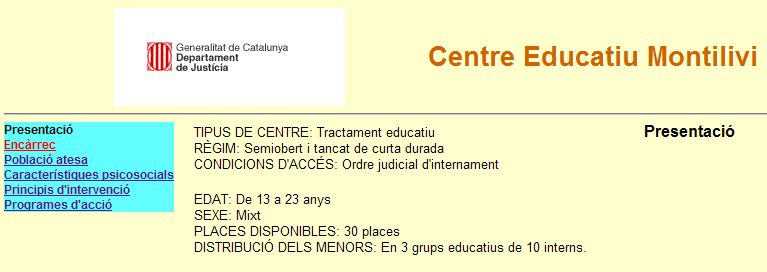 Generalitat de Catalunya
Departament
de Justícia
Centre Educatiu Montilivi
Presentació
Encàrrec
Població atesa
Característiques psicosocials
Principis d'intervenció
Programes d'acció
TIPUS DE CENTRE: Tractament educatiu
RÈGIM: Semiobert i tancat de curta durada
CONDICIONS D'ACCÉS: Ordre judicial d'internament
EDAT: De 13 a 23 anys
SEXE: Mixt
PLACES DISPONIBLES: 30 places
DISTRIBUCIÓ DELS MENORS: En 3 grups educatius de 10 interns.
Presentació